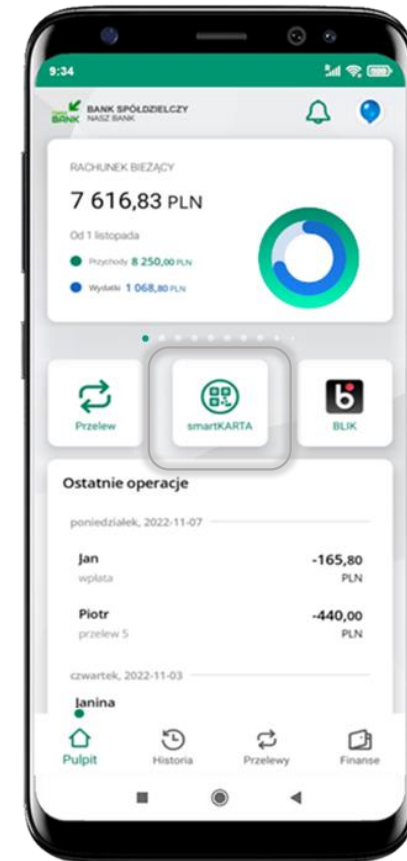 9:34
NASZ BANK
BANK SPÓŁDZIELCZY
NASZ BANK
RACHUNEK BIEŻĄCY
7 616,83 PLN
Od 1 listopada
Przychody 8 250,00 PLN
Wydatki 1 068,80 PLN
Przelew
smartKARTA
BLIK
Ostatnie operacje
poniedziałek, 2022-11-07
Jan -165,80
wpłata PLN
Piotr -440,00
przelew 5 PLN
czwartek, 2022-11-03
Janina
Pulpit Historia Przelewy Finanse